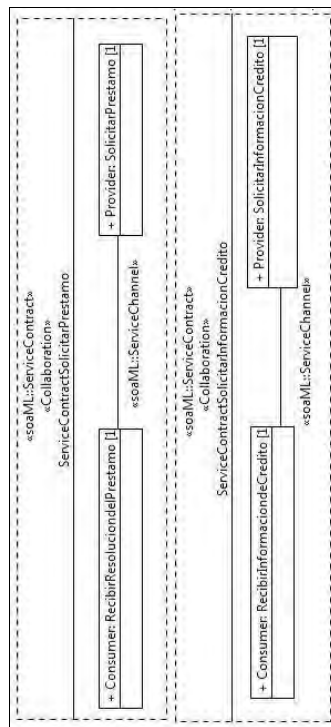 «soaML::ServiceContract»
«Collaboration»
ServiceContractSolicitarPrestamo
+ Consumer: RecibirResoluciondelPrestamo [1
«soaML::ServiceChannel»
+ Provider: SolicitarPrestamo [1
«soaML::ServiceContract»
«Collaboration»
ServiceContractSolicitarInformacionCredito
+ Consumer: RecibirInformaciondeCredito [1
«soaML::ServiceChannel»
+ Provider: SolicitarInformacionCredito [1